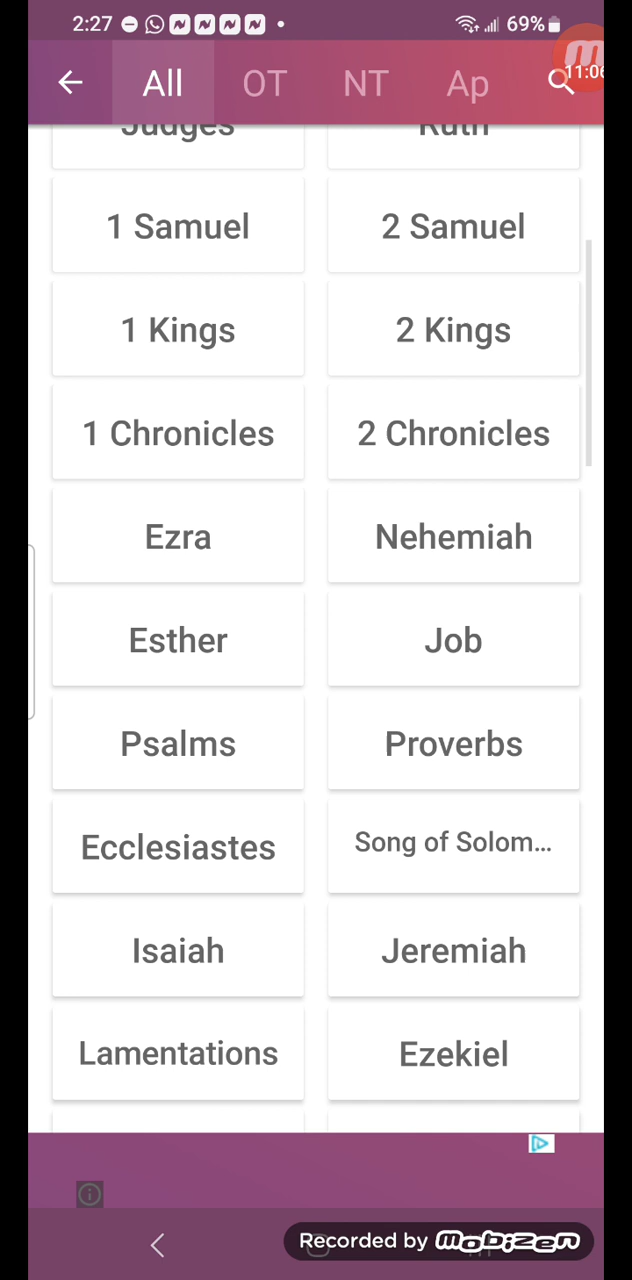 2:27 69%
All OT NT Ap 11:06
Judges Ruth
1 Samuel 2 Samuel
1 Kings 2 Kings
1 Chronicles 2 Chronicles
Ezra Nehemiah
Esther Job
Psalms Proverbs
Ecclesiastes Song of Solom...
Isaiah Jeremiah
Lamentations Ezekiel
Recorded by mobizen